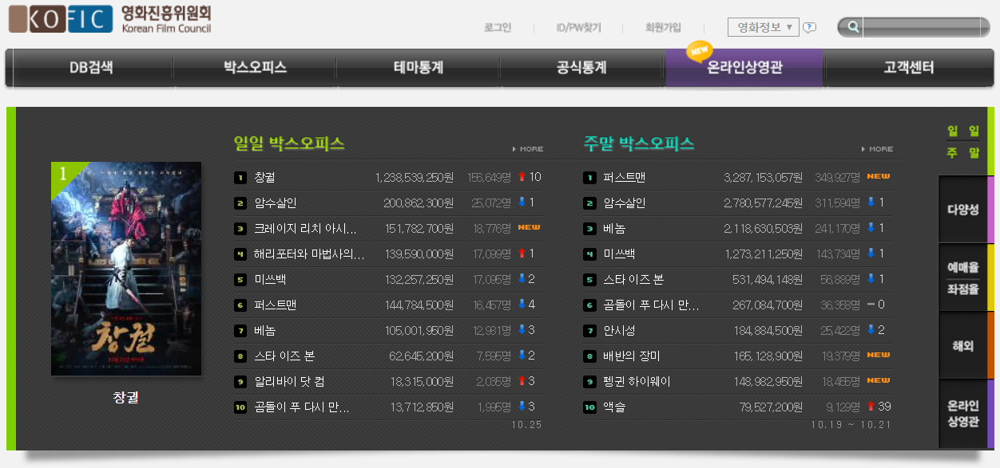 KOFIC 영화진흥위원회
Korean Film Council
로그인 ID/PW찾기 회원가입 영화정보 ▼ ?
DB검색 박스오피스 테마통계 공식통계 NEW 온라인상영관 고객센터
1
창궐
10월 25일
창궐
일일 박스오피스 MORE
1 창궐 1,238,539,250원 156,649명 10
2 암수살인 200,862,300원 25,072명 1
3 크레이지 리치 아시... 151,782,700원 18,776명 NEW
4 해리포터와 마법사의... 139,590,000원 17,099명 1
5 미쓰백 132,257,250원 17,095명 2
6 퍼스트맨 144,784,500원 16,457명 4
7 베놈 105,001,950원 12,981명 3
8 스타 이즈 본 62,645,200원 7,595명 2
9 알리바이 닷 컴 18,315,000원 2,035명 3
10 곰돌이 푸 다시 만... 13,712,850원 1,995명 3
10.25
주말 박스오피스 MORE
1 퍼스트맨 3,287,153,057원 349,927명 NEW
2 암수살인 2,780,577,245원 311,594명 1
3 베놈 2,118,630,503원 241,170명 1
4 미쓰백 1,273,211,250원 143,734명 1
5 스타 이즈 본 531,494,148원 56,889명 1
6 곰돌이 푸 다시 만... 267,084,700원 36,358명 0
7 안시성 184,884,500원 25,422명 2
8 배반의 장미 165,128,900원 19,379명 NEW
9 펭귄 하이웨이 148,982,950원 18,455명 NEW
10 액슬 79,527,200원 9,129명 39
10.19 ~ 10.21
일 일
주 말
다양성
예매율
좌점율
해외
온라인
상영관